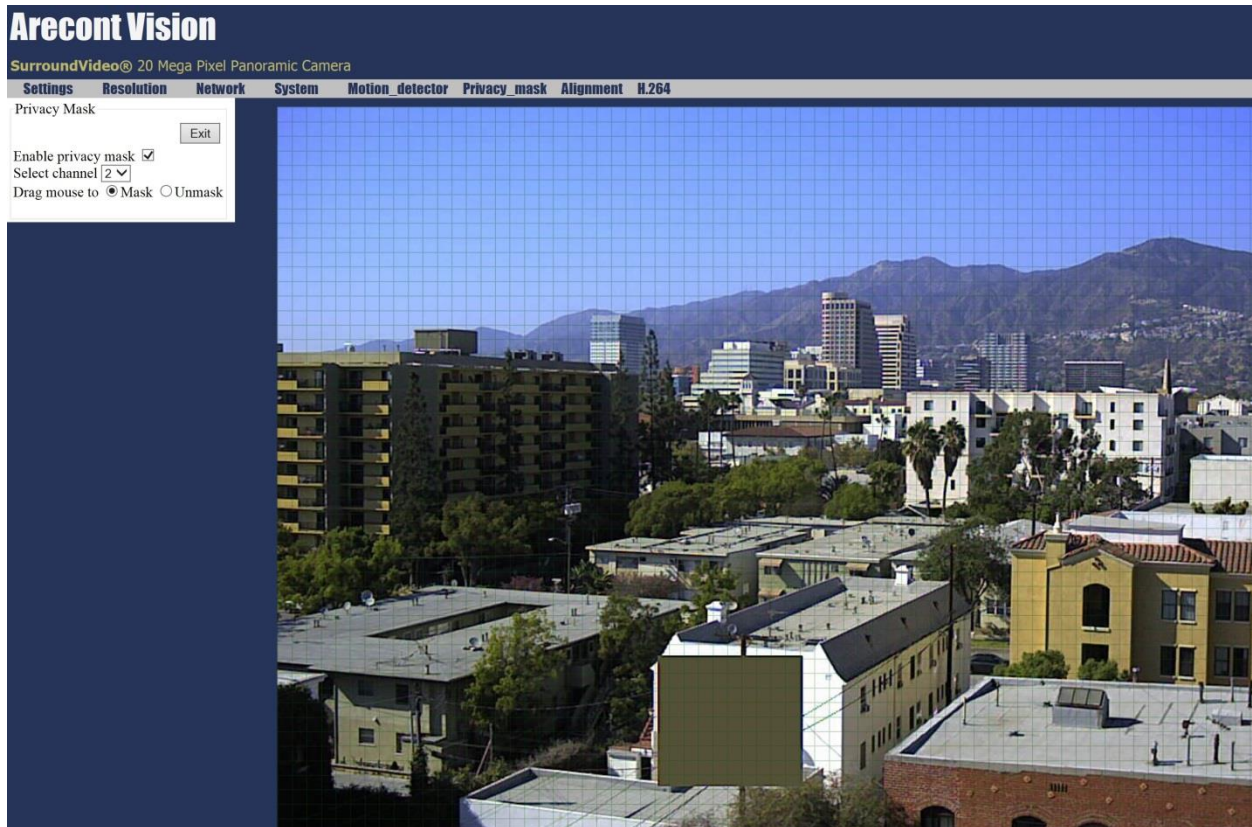 Arecont Vision
SurroundVideo® 20 Mega Pixel Panoramic Camera
Settings Resolution Network System Motion_detector Privacy_mask Alignment H.264
Privacy Mask
Exit
Enable privacy mask
Select channel 2
Drag mouse to Mask Unmask